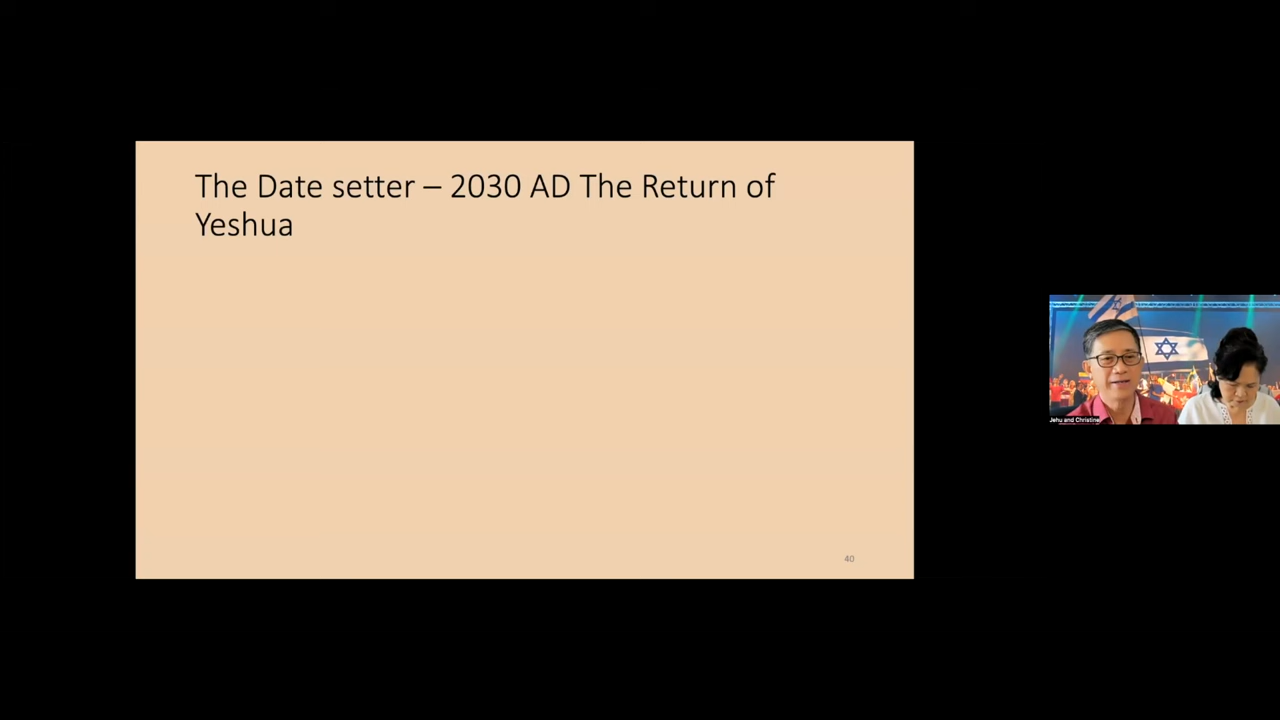 The Date setter – 2030 AD The Return of
Yeshua
40
Jehu and Christine